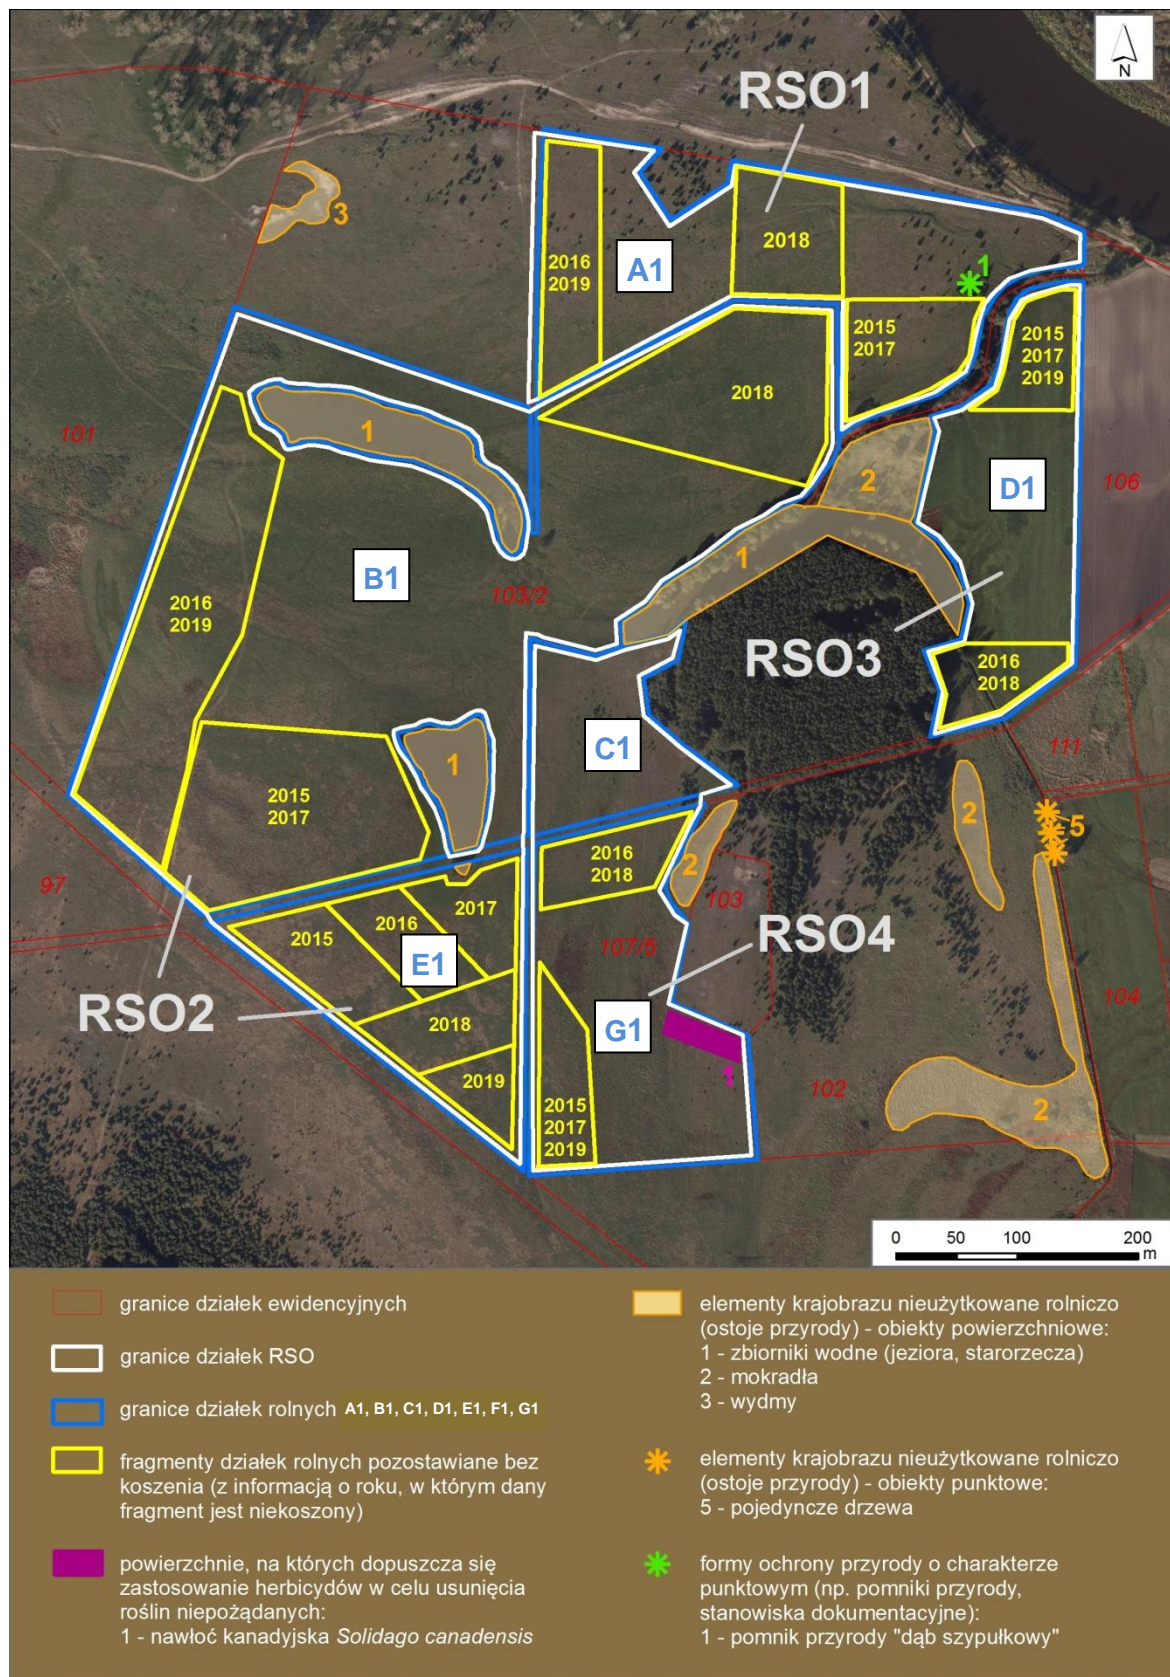 N
RSO1
3
2016
2019
A1
2018
1
2015
2017
2015
2017
2019
101
1
2018
2
D1
106
B1
1
103/2
2016
2019
RSO3
2016
2018
C1
1
111
2015
2017
2
5
2016
2018
2
97
2015
2016
2017
103
E1
107/5
RSO4
RSO2
2018
G1
104
2019
1
102
2
2015
2017
2019
0 50 100 200
m
granice działek ewidencyjnych
granice działek RSO
granice działek rolnych A1, B1, C1, D1, E1, F1, G1
fragmenty działek rolnych pozostawiane bez
koszenia (z informacją o roku, w którym dany
fragment jest niekoszony)
powierzchnie, na których dopuszcza się
zastosowanie herbicydów w celu usunięcia
roślin niepożądanych:
1 - nawłoć kanadyjska Solidago canadensis
elementy krajobrazu nieużytkowane rolniczo
(ostoje przyrody) - obiekty powierzchniowe:
1 - zbiorniki wodne (jeziora, starorzecza)
2 - mokradła
3 - wydmy
elementy krajobrazu nieużytkowane rolniczo
(ostoje przyrody) - obiekty punktowe:
5 - pojedyncze drzewa
formy ochrony przyrody o charakterze
punktowym (np. pomniki przyrody,
stanowiska dokumentacyjne):
1 - pomnik przyrody "dąb szypułkowy"